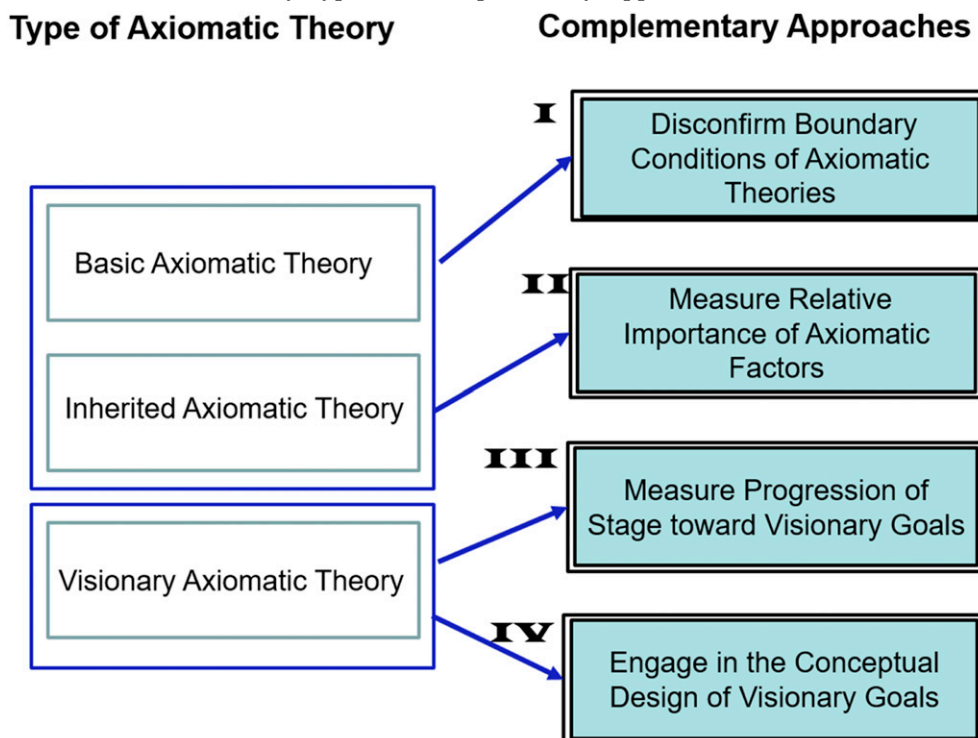 Type of Axiomatic Theory
Complementary Approaches
I
Disconfirm Boundary
Conditions of Axiomatic
Theories
Basic Axiomatic Theory
II
Measure Relative
Importance of Axiomatic
Factors
Inherited Axiomatic Theory
III
Measure Progression of
Stage toward Visionary Goals
Visionary Axiomatic Theory
IV
Engage in the Conceptual
Design of Visionary Goals